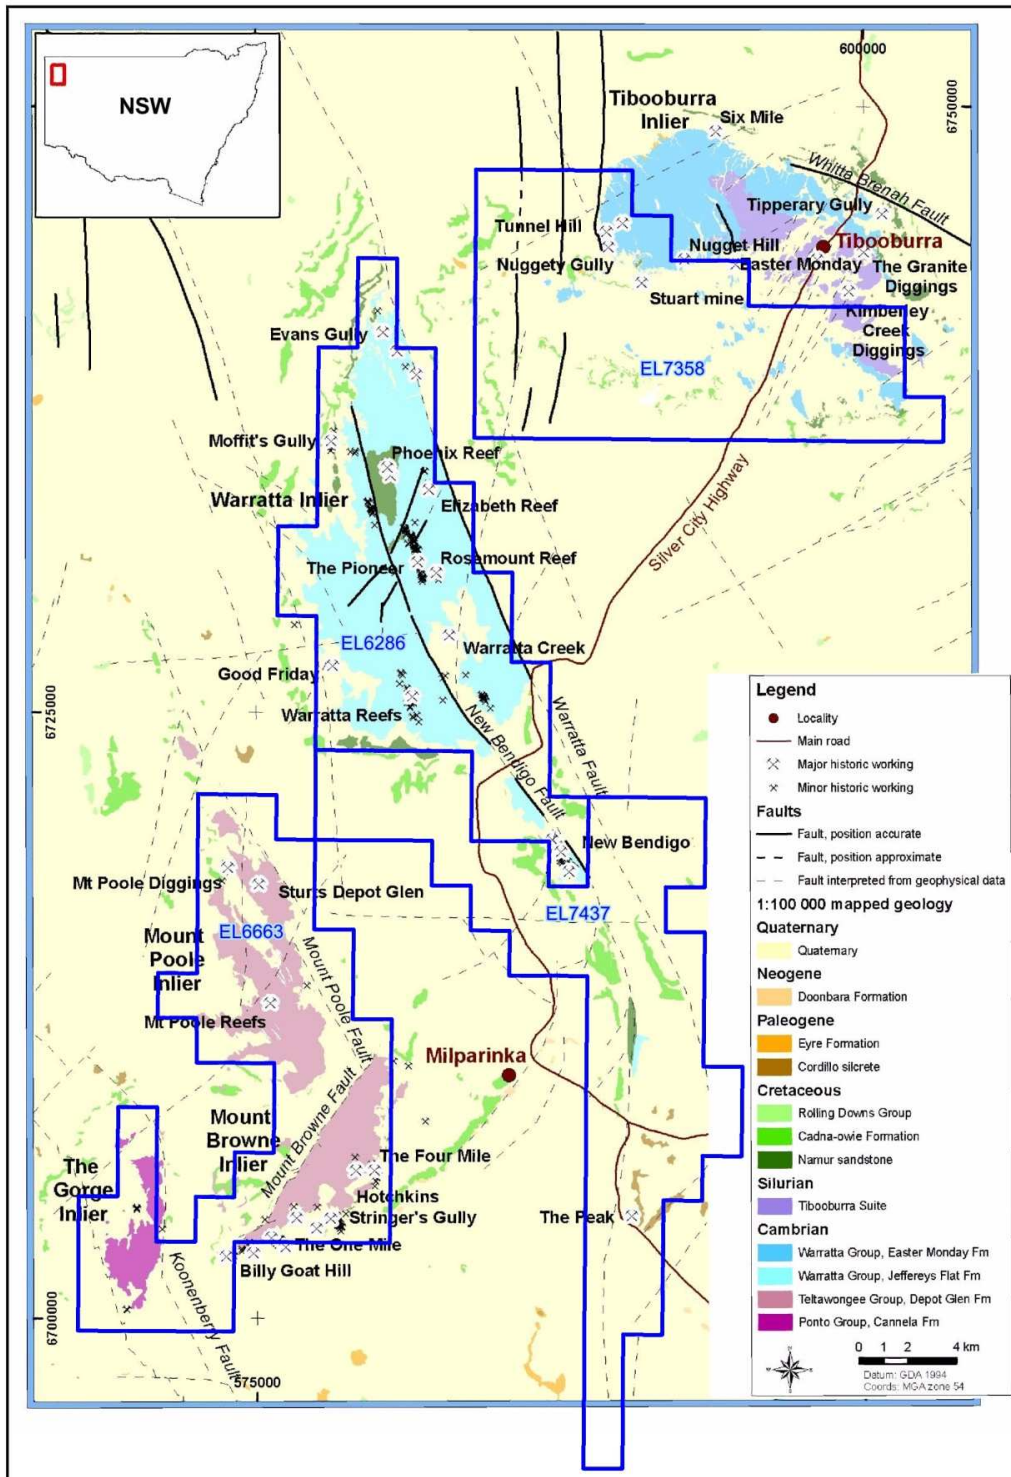 NSW
600000
6750000
Tibooburra
Inlier
Six Mile
Whitta Brenah Fault
Tipperary Gully
Tunnel Hill
Nugget Hill
Tibooburra
Nuggety Gully
Easter Monday
The Granite
Diggings
Stuart mine
Kimberley
Creek
Diggings
Evans Gully
EL7358
Moffit's Gully
Phoenix Reef
Warratta Inlier
Elizabeth Reef
Silver City Highway
The Pioneer
Rosemount Reef
EL6286
Warratta Creek
Good Friday
Warratta Reefs
6725000
New Bendigo Fault
Warratta Fault
New Bendigo
Mt Poole Diggings
Sturts Depot Glen
EL7437
EL6663
Mount
Poole
Inlier
Mount Poole Fault
Mt Poole Reefs
Milparinka
Mount Browne Fault
Mount
Browne
Inlier
The
Gorge
Inlier
The Four Mile
Hotchkins
Stringer's Gully
The Peak
The One Mile
Billy Goat Hill
Koonenberry Fault
6700000
575000
Legend
Locality
Main road
Major historic working
Minor historic working
Faults
Fault, position accurate
Fault, position approximate
Fault interpreted from geophysical data
1:100 000 mapped geology
Quaternary
Quaternary
Neogene
Doonbara Formation
Paleogene
Eyre Formation
Cordillo silcrete
Cretaceous
Rolling Downs Group
Cadna-owie Formation
Namur sandstone
Silurian
Tibooburra Suite
Cambrian
Warratta Group, Easter Monday Fm
Warratta Group, Jeffereys Flat Fm
Teltawongee Group, Depot Glen Fm
Ponto Group, Cannela Fm
0 1 2 4 km
Datum: GDA 1994
Coords: MGA zone 54